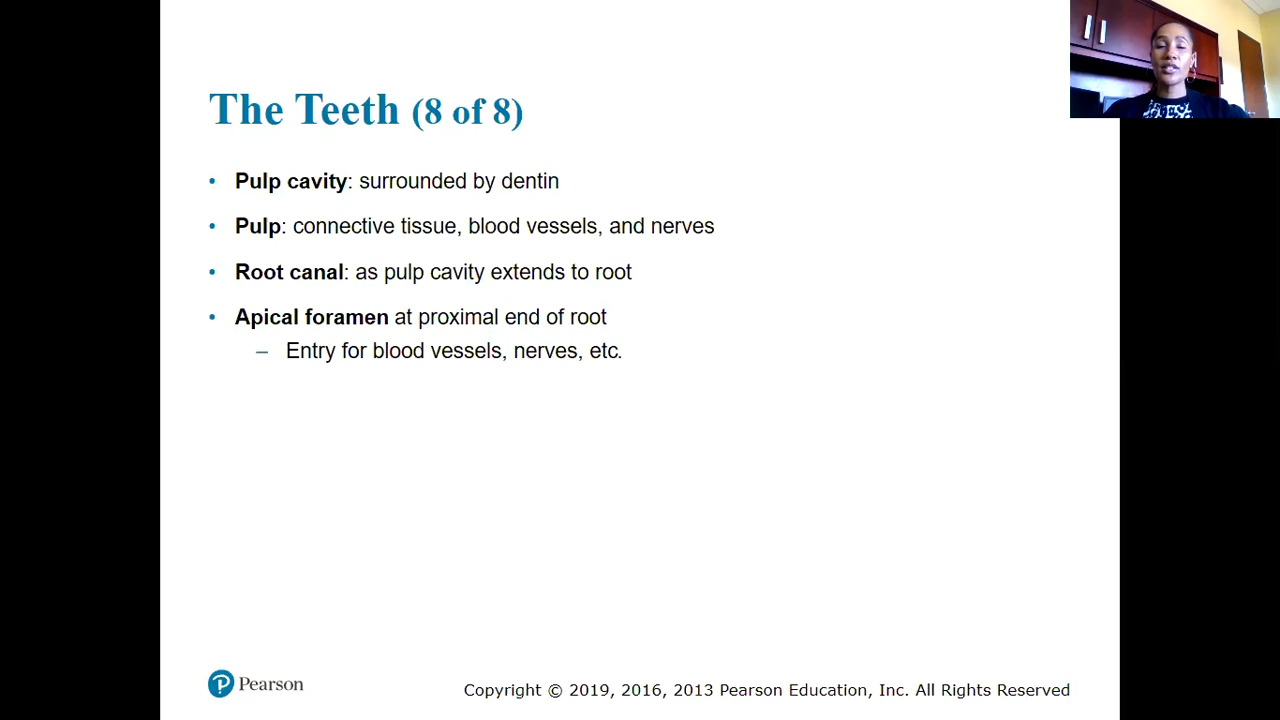 The Teeth (8 of 8)
• Pulp cavity: surrounded by dentin
• Pulp: connective tissue, blood vessels, and nerves
• Root canal: as pulp cavity extends to root
• Apical foramen at proximal end of root
– Entry for blood vessels, nerves, etc.
Pearson
Copyright © 2019, 2016, 2013 Pearson Education, Inc. All Rights Reserved